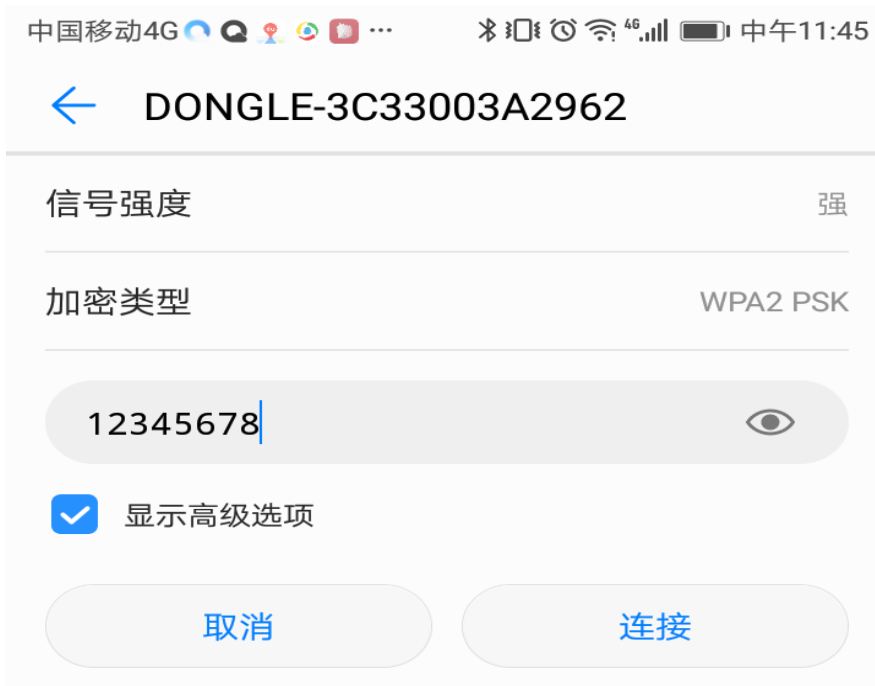 中国移动4G ... 4G 中午11:45
DONGLE-3C33003A2962
信号强度 强
加密类型 WPA2 PSK
12345678
显示高级选项
取消 连接